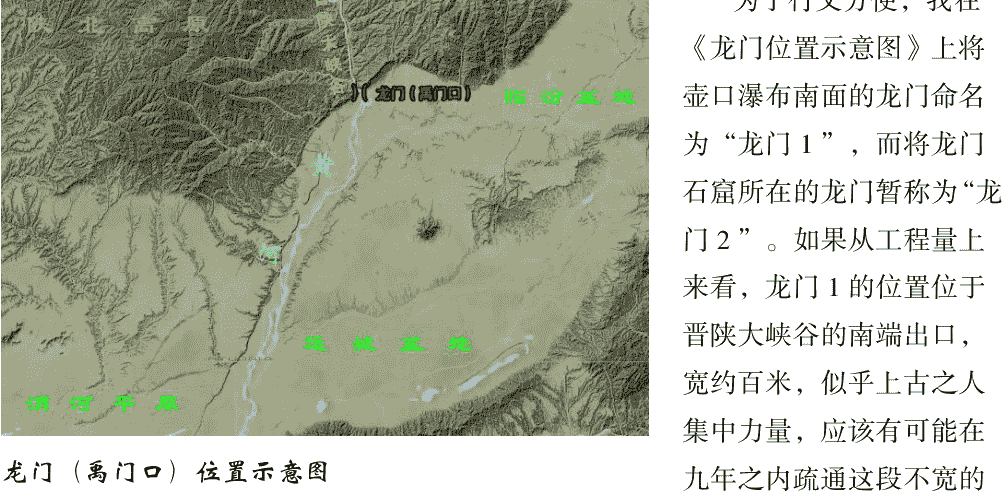 陕北高原
龙门（禹门口）
临汾盆地
黄
河
运城盆地
渭河平原
龙门（禹门口）位置示意图
为了行文方便，我在
《龙门位置示意图》上将
壶口瀑布南面的龙门命名
为“龙门1”，而将龙门
石窟所在的龙门暂称为“龙
门2”。如果从工程量上
来看，龙门1的位置位于
晋陕大峡谷的南端出口，
宽约百米，似乎上古之人
集中力量，应该有可能在
九年之内疏通这段不宽的